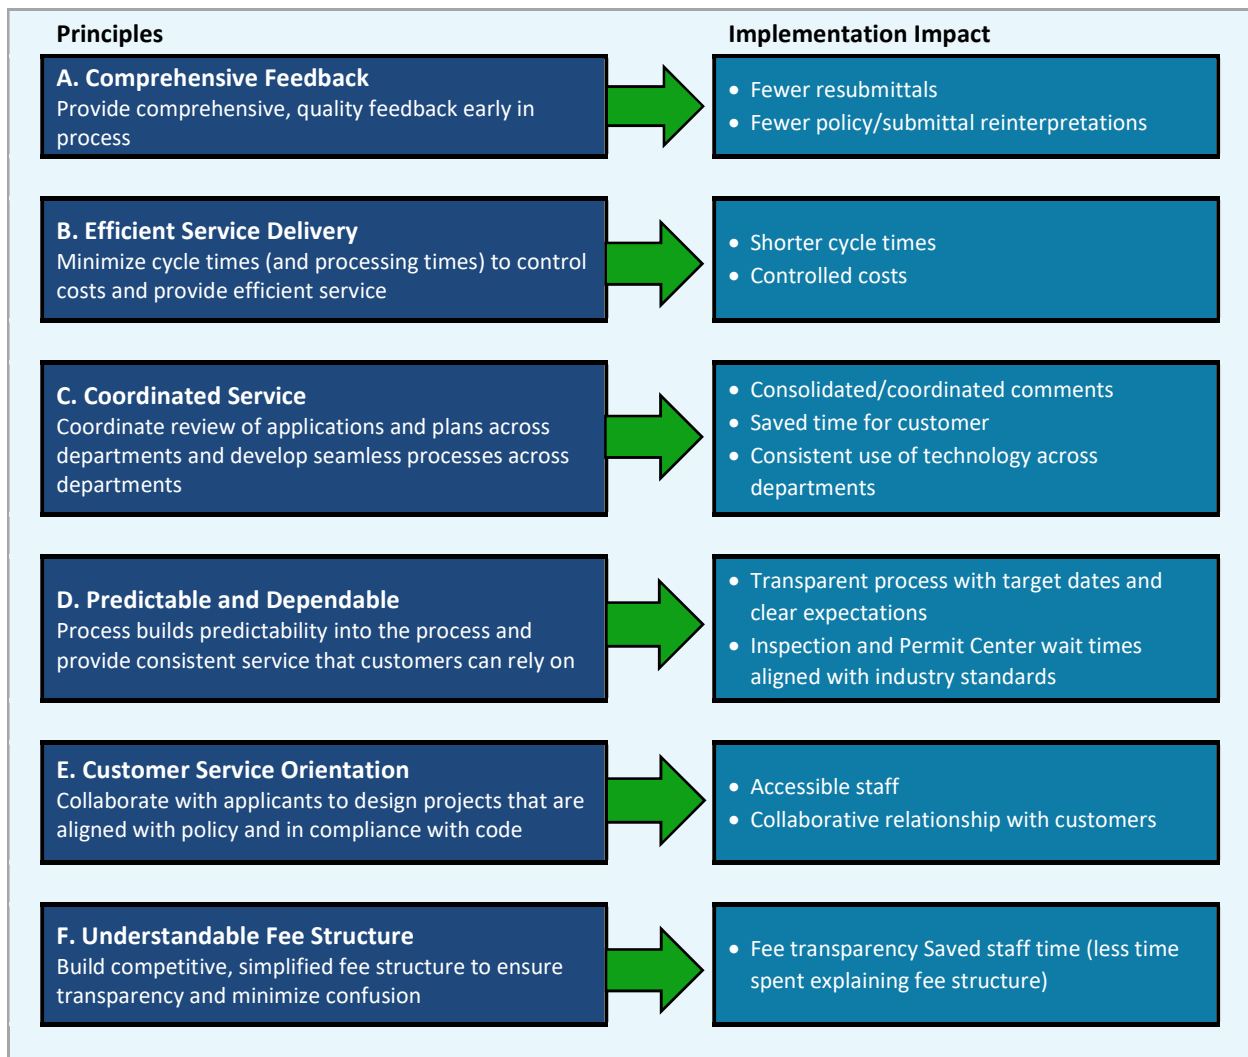 Principles
Implementation Impact
A. Comprehensive Feedback
Provide comprehensive, quality feedback early in
process
• Fewer resubmittals
• Fewer policy/submittal reinterpretations
B. Efficient Service Delivery
Minimize cycle times (and processing times) to control
costs and provide efficient service
• Shorter cycle times
• Controlled costs
C. Coordinated Service
Coordinate review of applications and plans across
departments and develop seamless processes across
departments
• Consolidated/coordinated comments
• Saved time for customer
• Consistent use of technology across
departments
D. Predictable and Dependable
Process builds predictability into the process and
provide consistent service that customers can rely on
• Transparent process with target dates and
clear expectations
• Inspection and Permit Center wait times
aligned with industry standards
E. Customer Service Orientation
Collaborate with applicants to design projects that are
aligned with policy and in compliance with code
• Accessible staff
• Collaborative relationship with customers
F. Understandable Fee Structure
Build competitive, simplified fee structure to ensure
transparency and minimize confusion
• Fee transparency Saved staff time (less time
spent explaining fee structure)